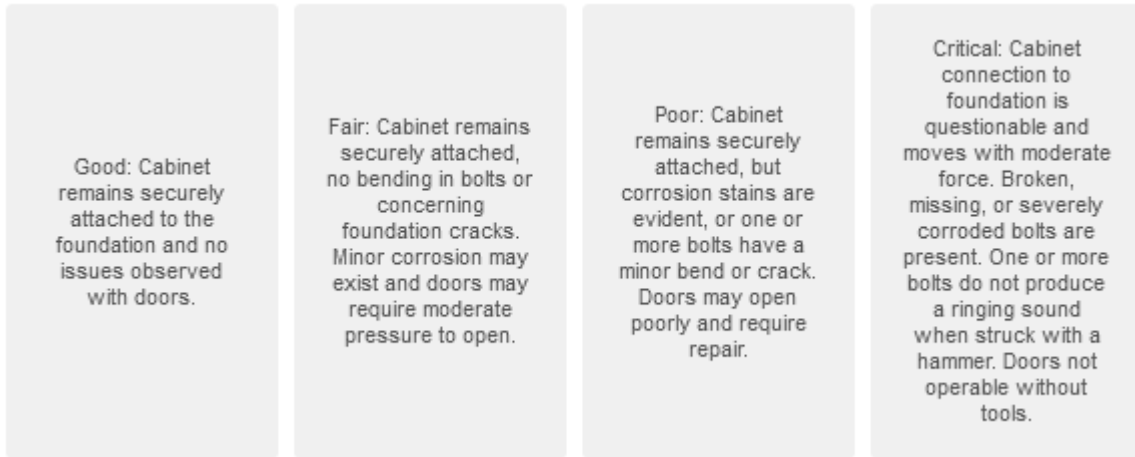 Good: Cabinet
remains securely
attached to the
foundation and no
issues observed
with doors.
Fair: Cabinet remains
securely attached,
no bending in bolts or
concerning
foundation cracks.
Minor corrosion may
exist and doors may
require moderate
pressure to open.
Poor: Cabinet
remains securely
attached, but
corrosion stains are
evident, or one or
more bolts have a
minor bend or crack.
Doors may open
poorly and require
repair.
Critical: Cabinet
connection to
foundation is
questionable and
moves with moderate
force. Broken,
missing, or severely
corroded bolts are
present. One or more
bolts do not produce
a ringing sound
when struck with a
hammer. Doors not
operable without
tools.